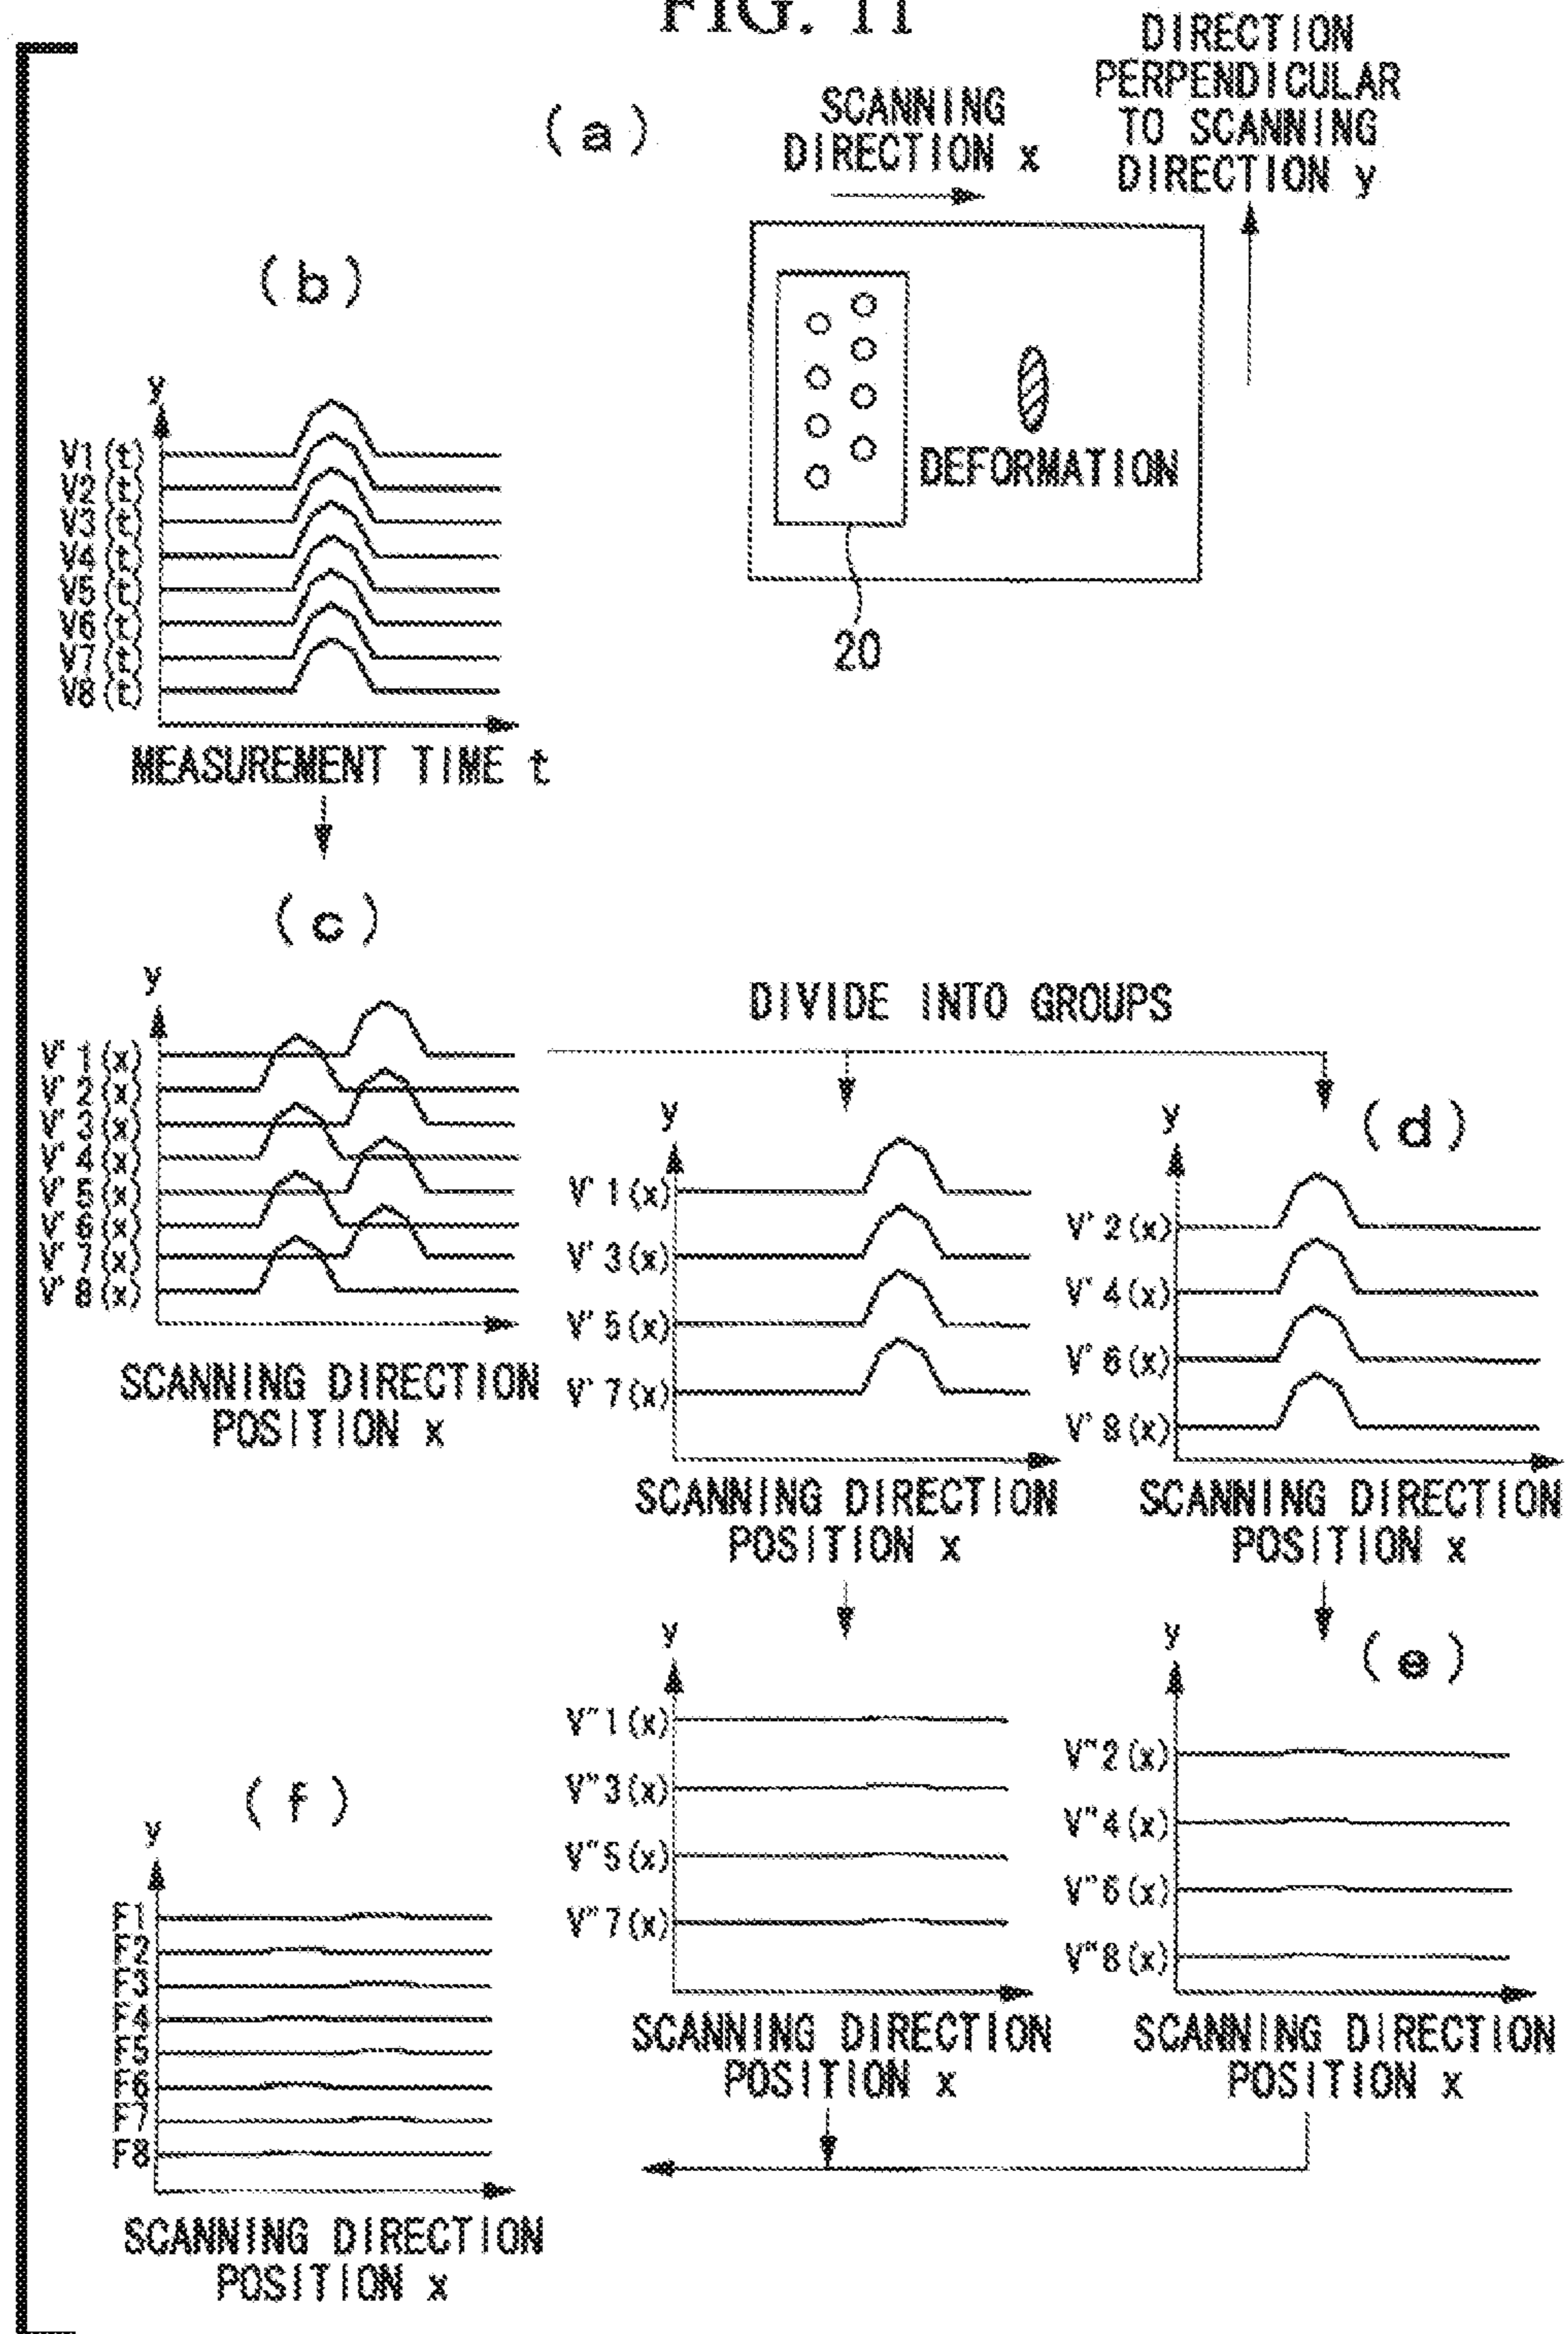 FIG. 11
(a)
SCANNING
DIRECTION x
DIRECTION
PERPENDICULAR
TO SCANNING
DIRECTION y
DEFORMATION
20
(b)
y
V1(t)
V2(t)
V3(t)
V4(t)
V5(t)
V6(t)
V7(t)
V8(t)
MEASUREMENT TIME t
(c)
y
V'1(x)
V'2(x)
V'3(x)
V'4(x)
V'5(x)
V'6(x)
V'7(x)
V'8(x)
SCANNING DIRECTION
POSITION x
DIVIDE INTO GROUPS
(d)
y
V'1(x)
V'3(x)
V'5(x)
V'7(x)
SCANNING DIRECTION
POSITION x
y
V'2(x)
V'4(x)
V'6(x)
V'8(x)
SCANNING DIRECTION
POSITION x
(e)
y
V"1(x)
V"3(x)
V"5(x)
V"7(x)
SCANNING DIRECTION
POSITION x
y
V"2(x)
V"4(x)
V"6(x)
V"8(x)
SCANNING DIRECTION
POSITION x
(f)
y
F1
F2
F3
F4
F5
F6
F7
F8
SCANNING DIRECTION
POSITION x